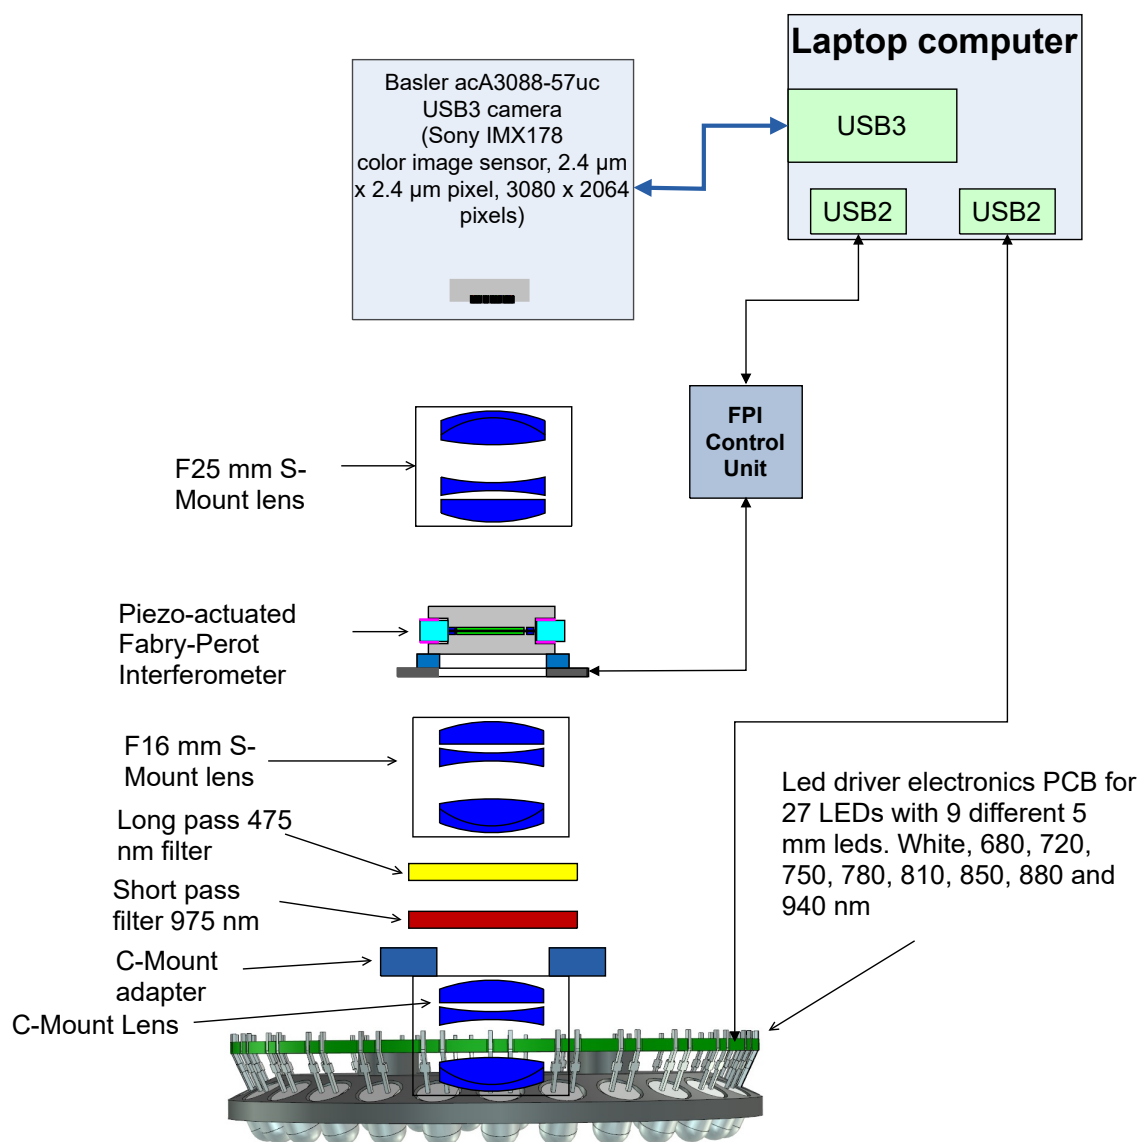 Laptop computer
Basler acA3088-57uc
USB3 camera
(Sony IMX178
color image sensor, 2.4 µm
x 2.4 µm pixel, 3080 x 2064
pixels)
USB3
USB2
USB2
FPI
Control
Unit
F25 mm S-
Mount lens
Piezo-actuated
Fabry-Perot
Interferometer
F16 mm S-
Mount lens
Long pass 475
nm filter
Short pass
filter 975 nm
C-Mount
adapter
C-Mount Lens
Led driver electronics PCB for
27 LEDs with 9 different 5
mm leds. White, 680, 720,
750, 780, 810, 850, 880 and
940 nm